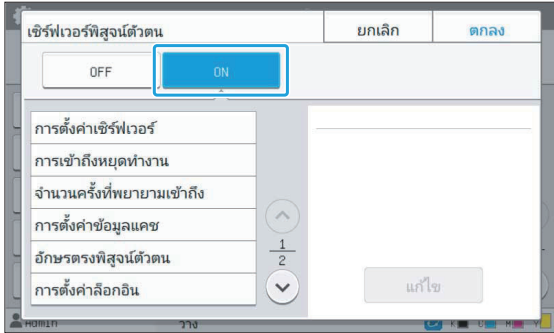 เซิร์ฟเวอร์พิสูจน์ตัวตน
ยกเลิก
ตกลง
OFF
ON
การตั้งค่าเซิร์ฟเวอร์
การเข้าถึงหยุดทำงาน
จำนวนครั้งที่พยายามเข้าถึง
การตั้งค่าข้อมูลแคช
อักษรตรงพิสูจน์ตัวตน
การตั้งค่าล็อกอิน
1
2
แก้ไข
Admin
ว่าง